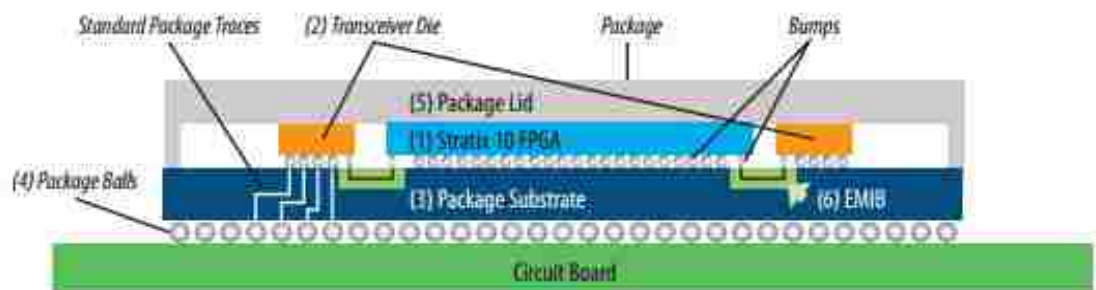 Standard Package Traces (2) Transceiver Die Package Bumps
(5) Package Lid
(1) Stratix 10 FPGA
(4) Package Balls
(3) Package Substrate (6) EMIB
Circuit Board